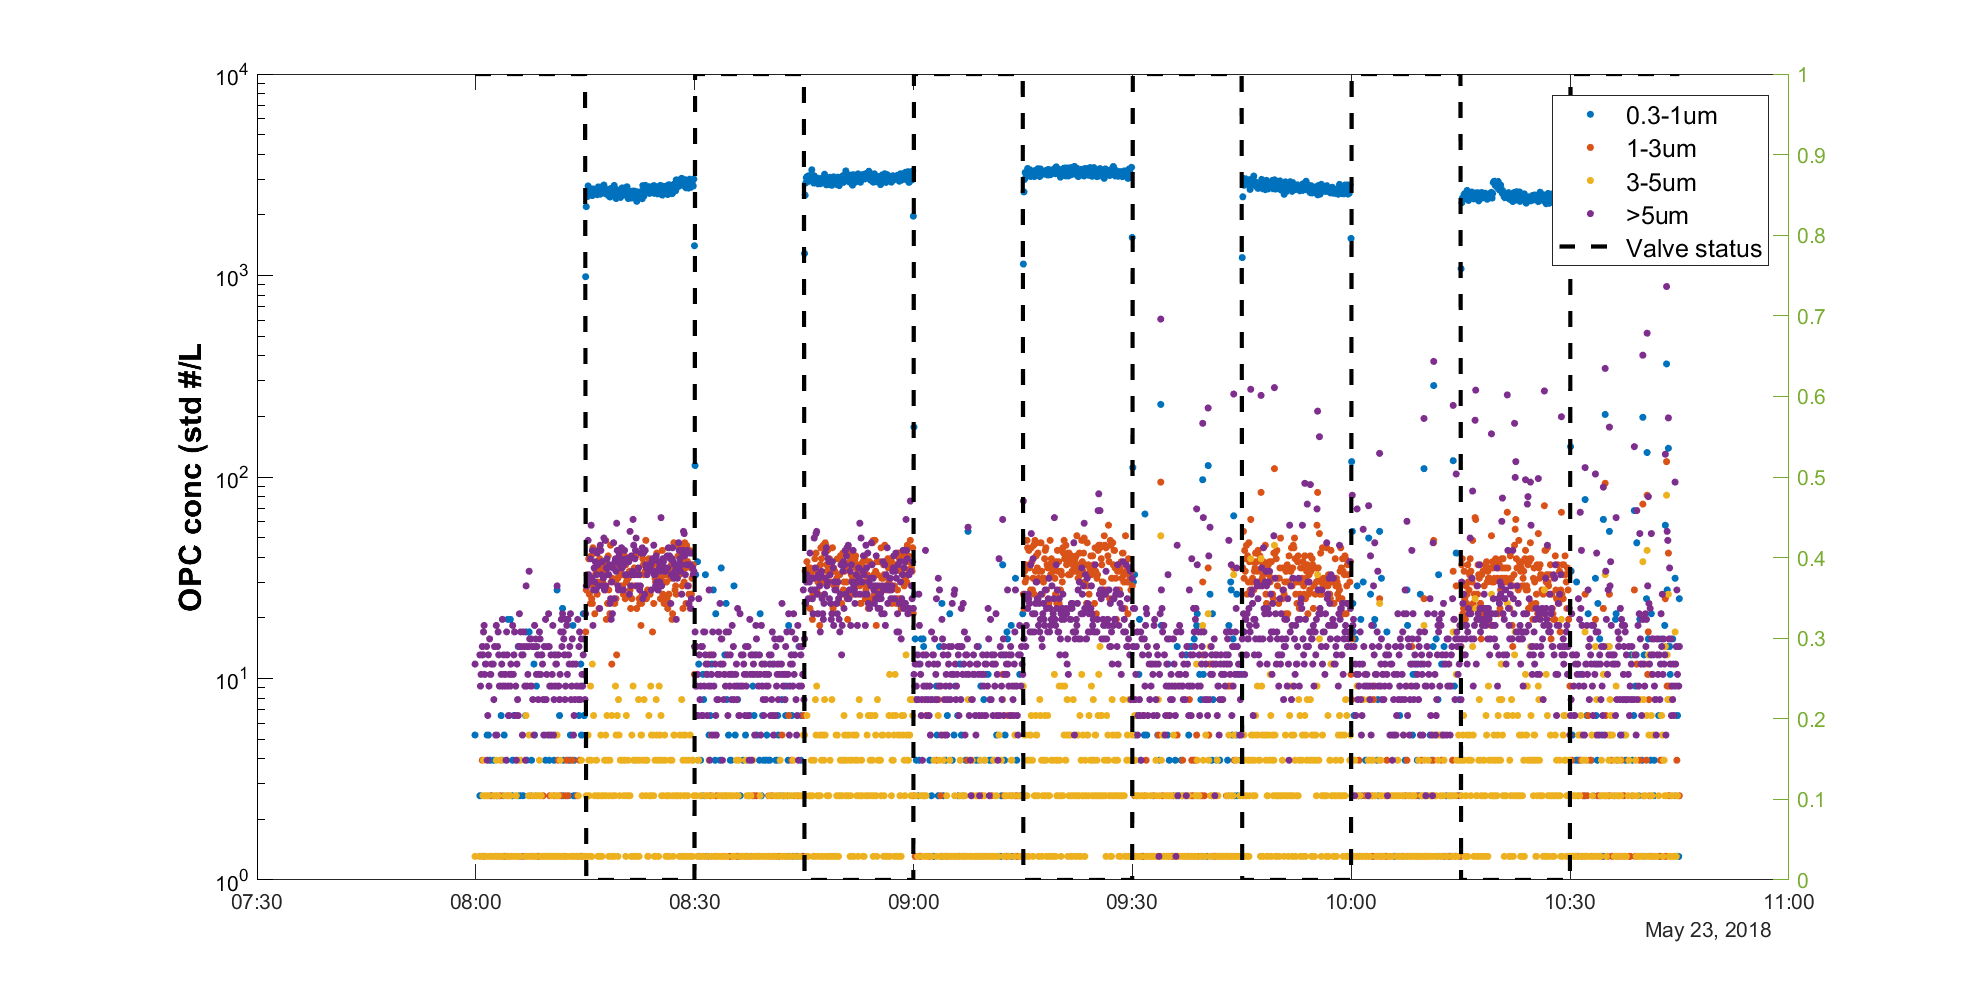 10^4
10^3
10^2
10^1
10^0
OPC conc (std #/L
1
0.9
0.8
0.7
0.6
0.5
0.4
0.3
0.2
0.1
0
0.3-1um
1-3um
3-5um
>5um
Valve status
07:30 08:00 08:30 09:00 09:30 10:00 10:30 11:00
May 23, 2018